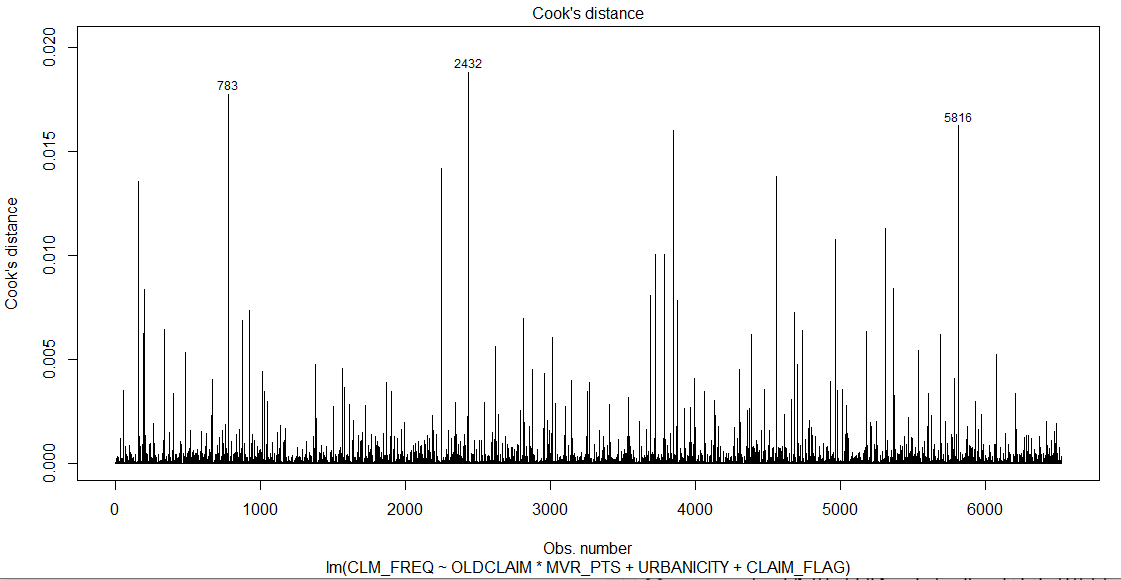 Cook's distance
Cook's distance
0.020
0.015
0.010
0.005
0.000
783
2432
5816
0 1000 2000 3000 4000 5000 6000
Obs. number
lm(CLM_FREQ ~ OLDCLAIM * MVR_PTS + URBANICITY + CLAIM_FLAG)